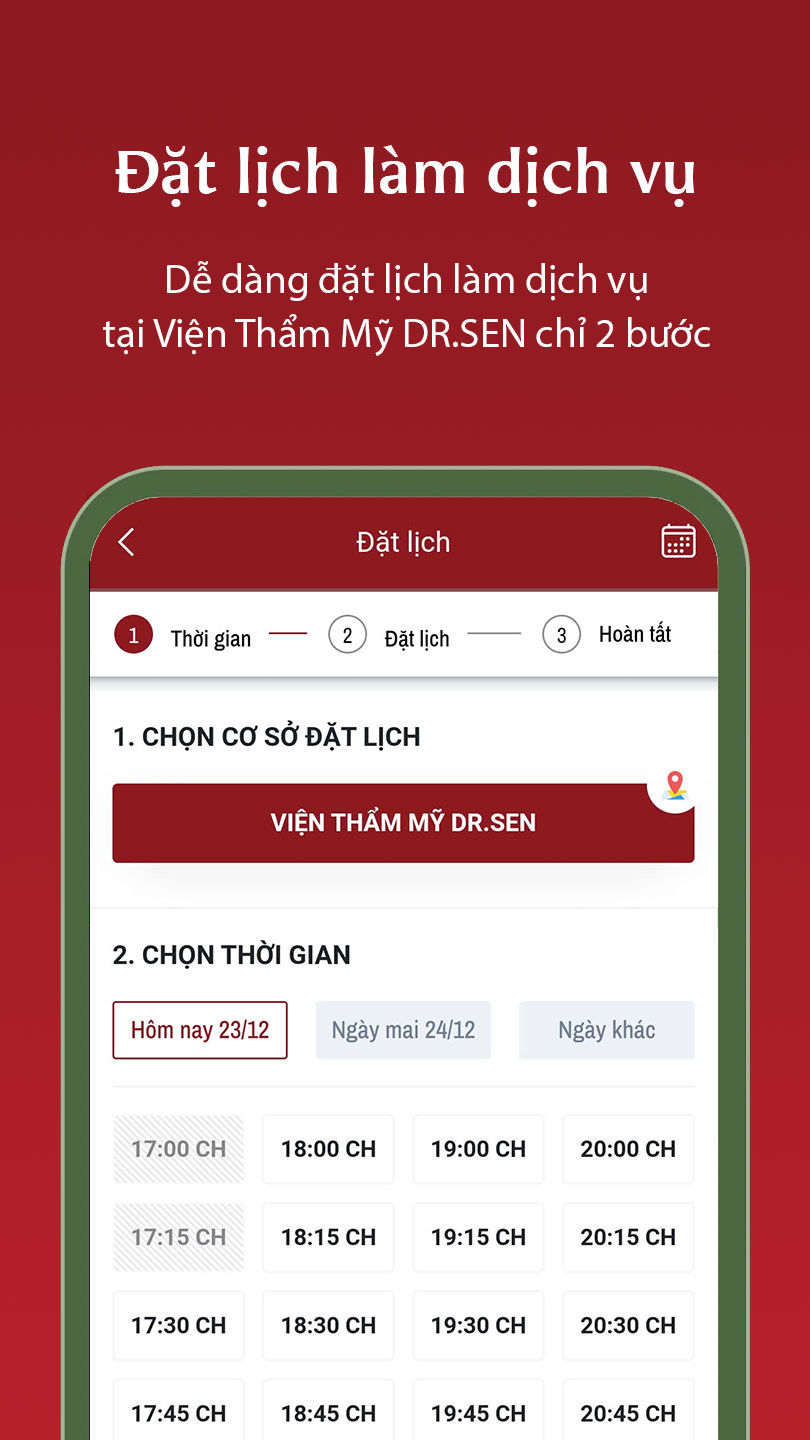 Đặt lịch làm dịch vụ
Dễ dàng đặt lịch làm dịch vụ
tại Viện Thẩm Mỹ DR.SEN chỉ 2 bước
Đặt lịch
1 Thời gian 2 Đặt lịch 3 Hoàn tất
1. CHỌN CƠ SỞ ĐẶT LỊCH
VIỆN THẨM MỸ DR.SEN
2. CHỌN THỜI GIAN
Hôm nay 23/12 Ngày mai 24/12 Ngày khác
17:00 CH 18:00 CH 19:00 CH 20:00 CH
17:15 CH 18:15 CH 19:15 CH 20:15 CH
17:30 CH 18:30 CH 19:30 CH 20:30 CH
17:45 CH 18:45 CH 19:45 CH 20:45 CH